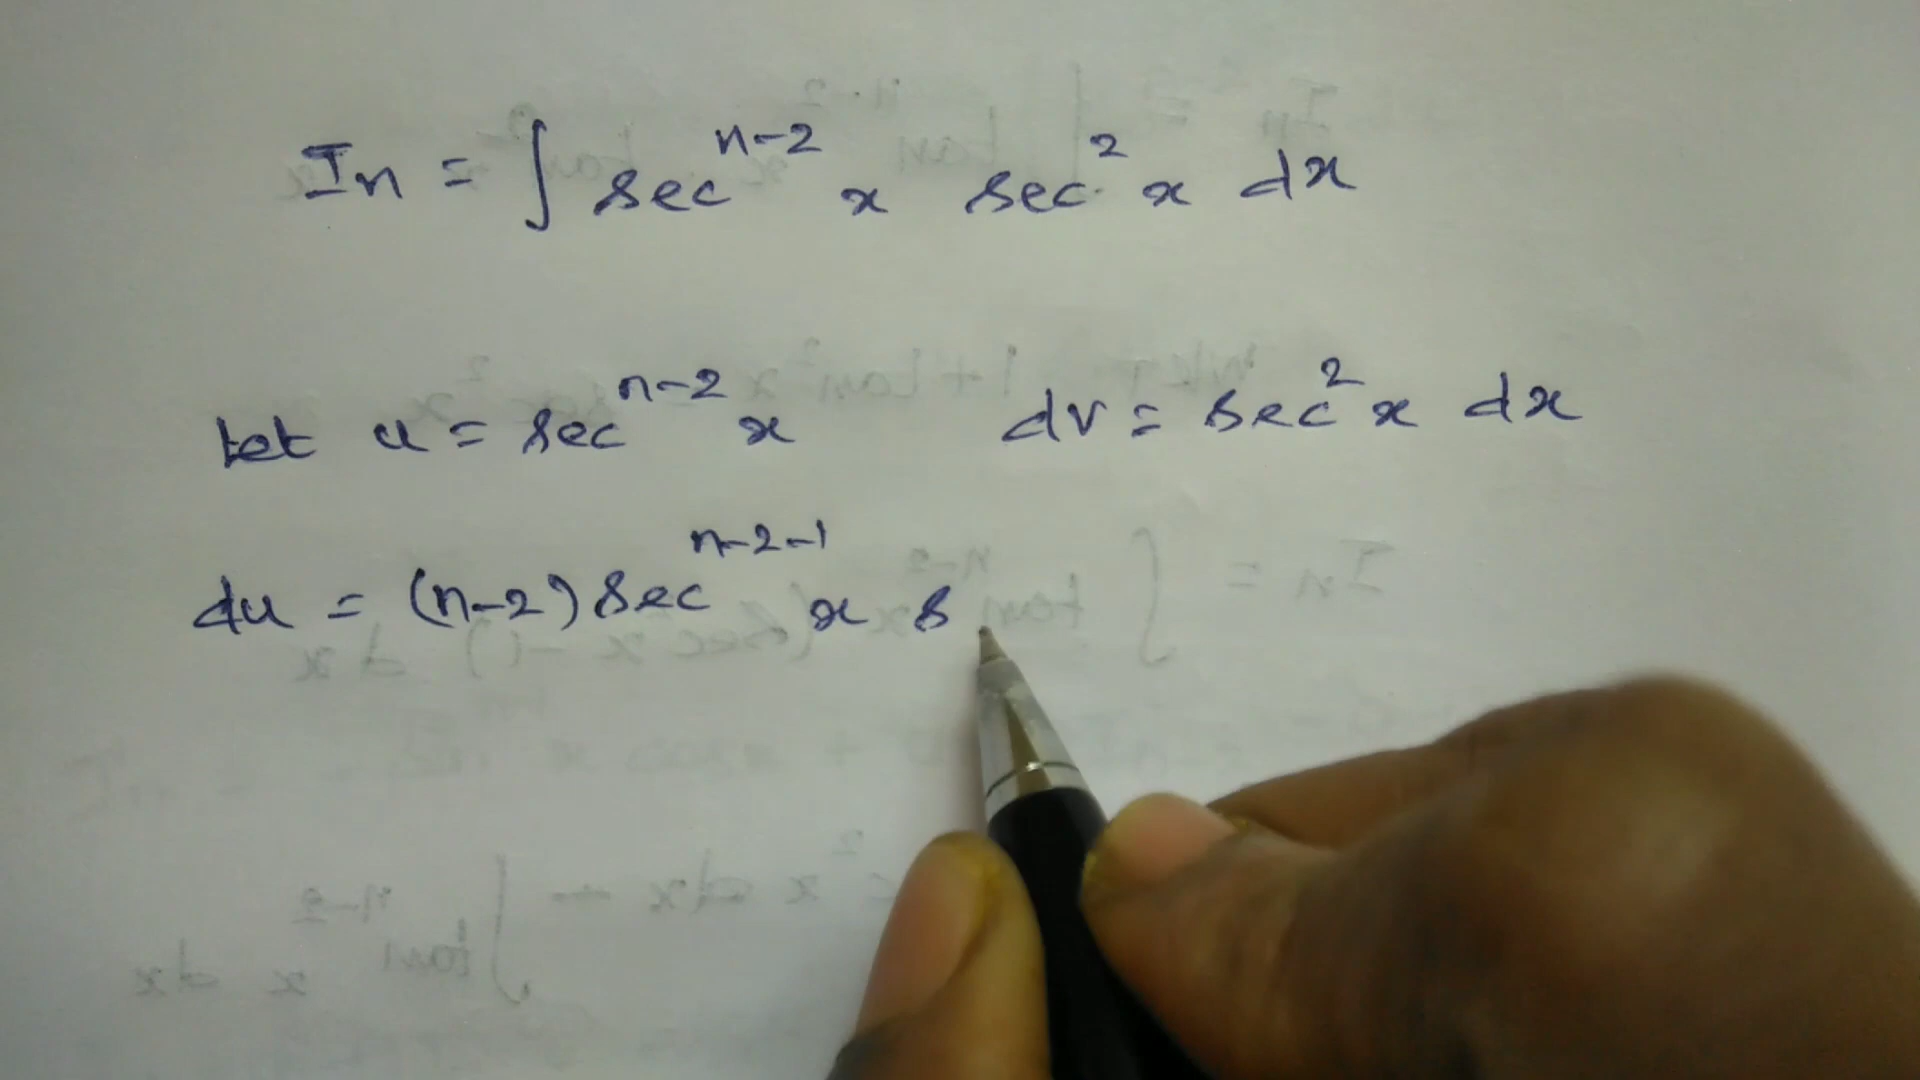 In = ∫ sec^n-2 x sec^2 x dx
let u = sec^n-2 x dv = sec^2 x dx
du = (n-2) sec^n-2-1 x s